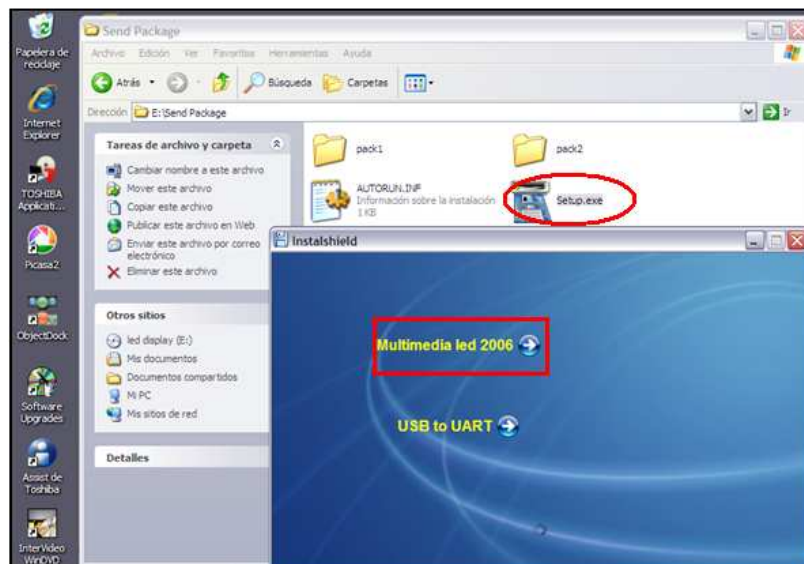 Papelera de
reciclaje
Internet
Explorer
TOSHIBA
Applicati...
Picasa2
ObjectDock
Software
Upgrades
Assist de
Toshiba
InterVideo
WinDVD
Send Package
Archivo Edición Ver Favoritos Herramientas Ayuda
Atrás Búsqueda Carpetas
Dirección E:\Send Package Ir
Tareas de archivo y carpeta
Cambiar nombre a este archivo
Mover este archivo
Copiar este archivo
Publicar este archivo en Web
Enviar este archivo por correo
electrónico
Eliminar este archivo
Otros sitios
led display (E:)
Mis documentos
Documentos compartidos
Mi PC
Mis sitios de red
Detalles
pack1
pack2
AUTORUN.INF
Información sobre la instalación
1 KB
Setup.exe
Instalshield
Multimedia led 2006
USB to UART